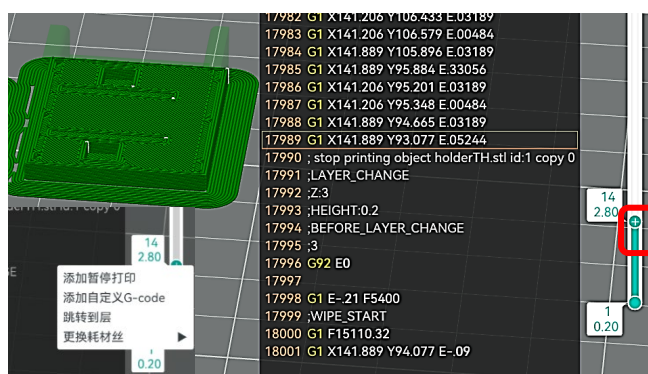 17982 G1 X141.206 Y106.433 E.03189
17983 G1 X141.206 Y106.579 E.00484
17984 G1 X141.889 Y105.896 E.03189
17985 G1 X141.889 Y95.884 E.33056
17986 G1 X141.206 Y95.201 E.03189
17987 G1 X141.206 Y95.348 E.00484
17988 G1 X141.889 Y94.665 E.03189
17989 G1 X141.889 Y93.077 E.05244
17990 ; stop printing object holderTH.stl id:1 copy 0
17991 ;LAYER_CHANGE
17992 ;Z:3
17993 ;HEIGHT:0.2
17994 ;BEFORE_LAYER_CHANGE
17995 ;3
17996 G92 E0
17997
17998 G1 E-.21 F5400
17999 ;WIPE_START
18000 G1 F15110.32
18001 G1 X141.889 Y94.077 E-.09
14
2.80
1
0.20
14
2.80
添加暂停打印
添加自定义G-code
跳转到层
更换耗材丝
0.20